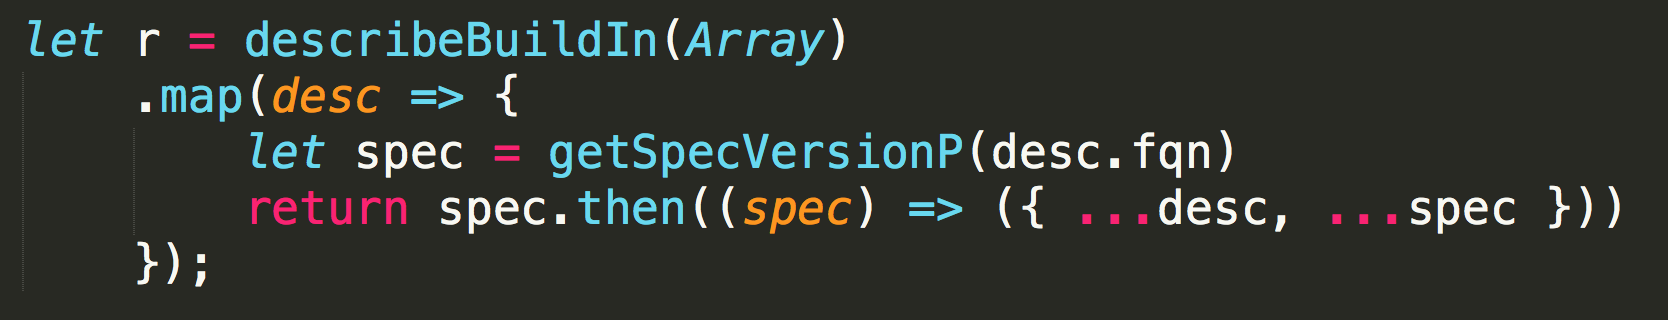 let r = describeBuildIn(Array)
    .map(desc => {
        let spec = getSpecVersionP(desc.fqn)
        return spec.then((spec) => ({ ...desc, ...spec }))
    });